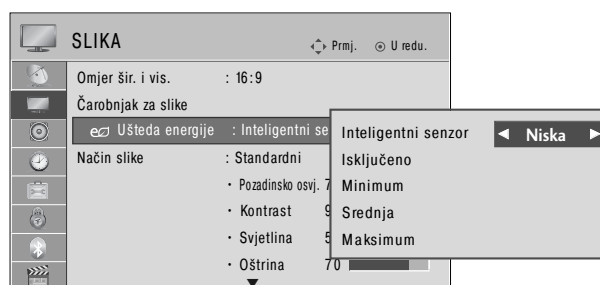 SLIKA
Prmj. U redu.
Omjer šir. i vis. : 16:9
Čarobnjak za slike
Ušteda energije : Inteligentni se
Način slike : Standardni
• Pozadinsko osvj. 7
• Kontrast 9
• Svjetlina 5
• Oštrina 70
Inteligentni senzor ◄ Niska ►
Isključeno
Minimum
Srednja
Maksimum